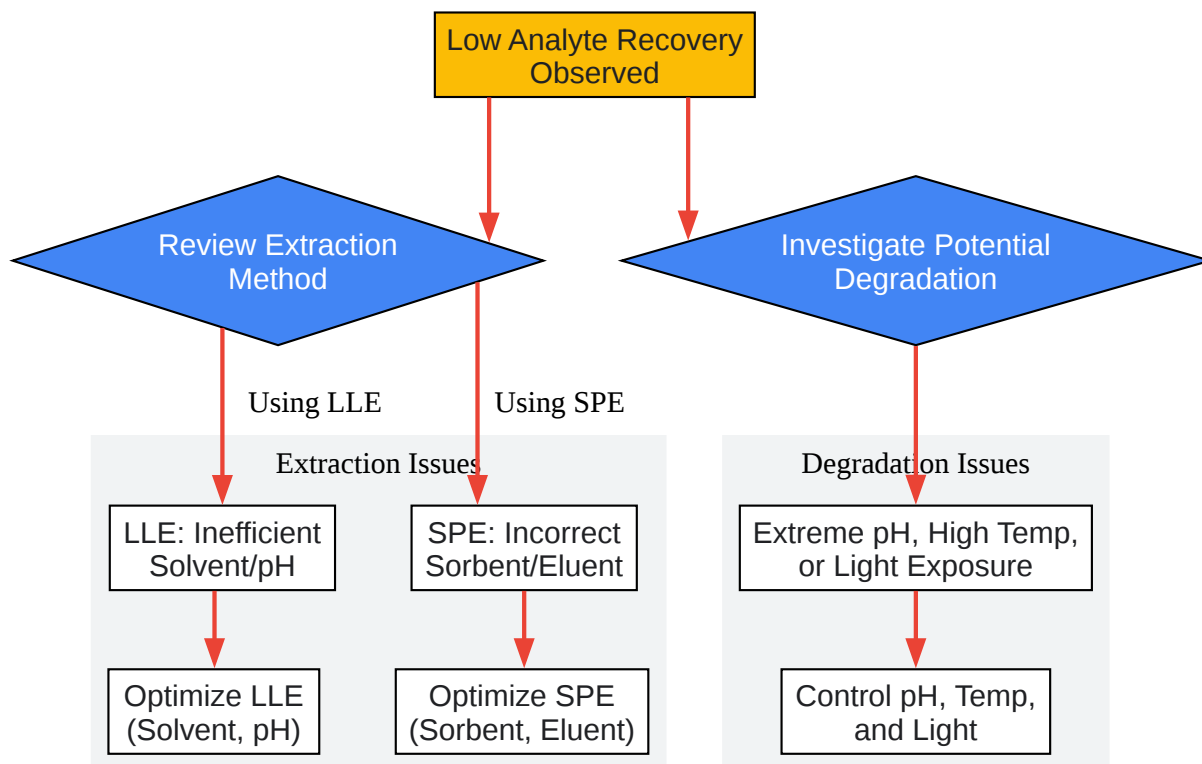 Low Analyte Recovery
Observed
Review Extraction
Method
Investigate Potential
Degradation
Using LLE
Using SPE
Extraction Issues
Degradation Issues
LLE: Inefficient
Solvent/pH
SPE: Incorrect
Sorbent/Eluent
Extreme pH, High Temp,
or Light Exposure
Optimize LLE
(Solvent, pH)
Optimize SPE
(Sorbent, Eluent)
Control pH, Temp,
and Light